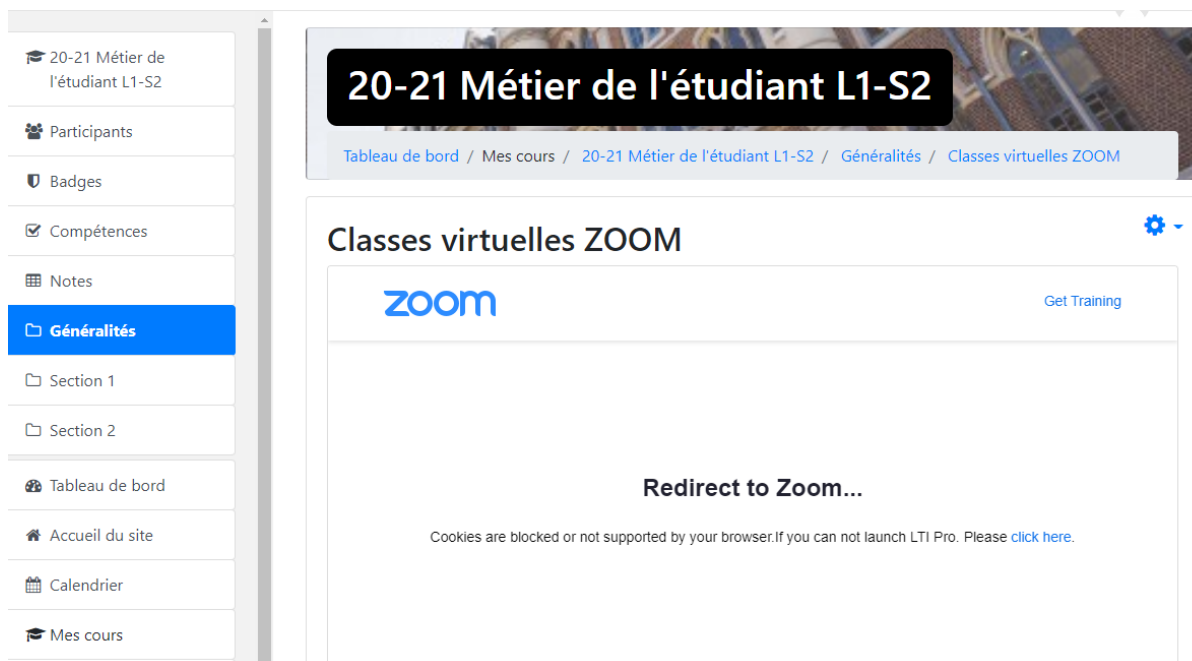 20-21 Métier de
l'étudiant L1-S2
Participants
Badges
Compétences
Notes
Généralités
Section 1
Section 2
Tableau de bord
Accueil du site
Calendrier
Mes cours
20-21 Métier de l'étudiant L1-S2
Tableau de bord / Mes cours / 20-21 Métier de l'étudiant L1-S2 / Généralités / Classes virtuelles ZOOM
Classes virtuelles ZOOM
zoom
Get Training
Redirect to Zoom...
Cookies are blocked or not supported by your browser.If you can not launch LTI Pro. Please click here.